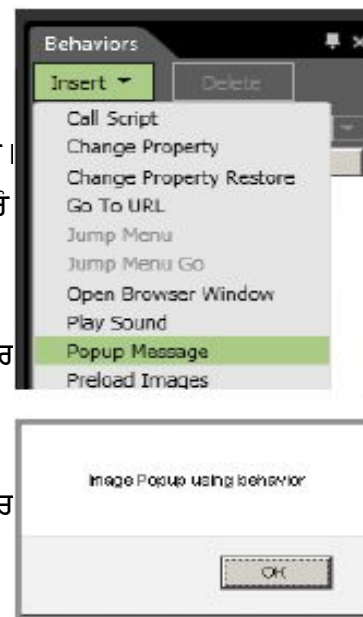 Behaviors
Insert Delete
Call Script
Change Property
Change Property Restore
Go To URL
Jump Menu
Jump Menu Go
Open Browser Window
Play Sound
Popup Message
ਰ
Preload Images
Image Popup using behavior
ਰ
OK